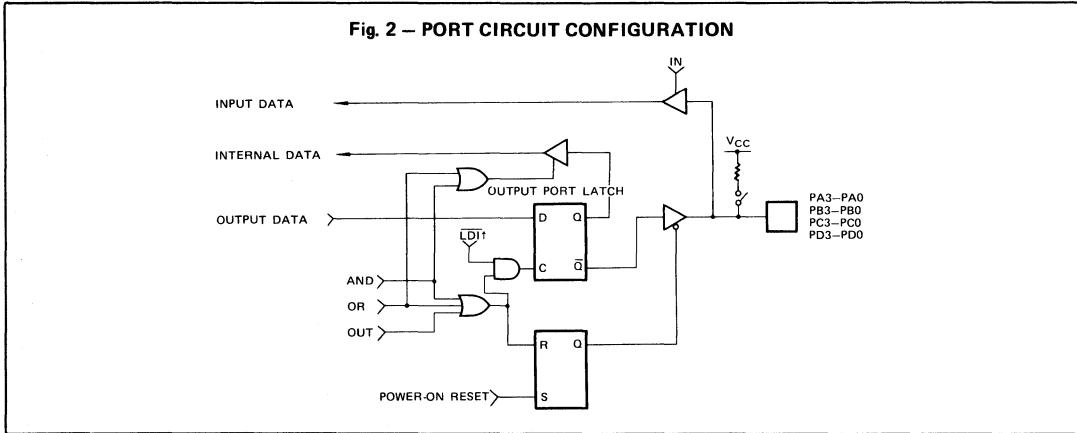 Fig. 2 — PORT CIRCUIT CONFIGURATION
IN
INPUT DATA
VCC
INTERNAL DATA
OUTPUT PORT LATCH
PA3—PA0
PB3—PB0
PC3—PC0
PD3—PD0
OUTPUT DATA
D
Q
L̅D̅I̅↑
C
Q̅
AND
OR
OUT
R
Q
POWER-ON RESET
S